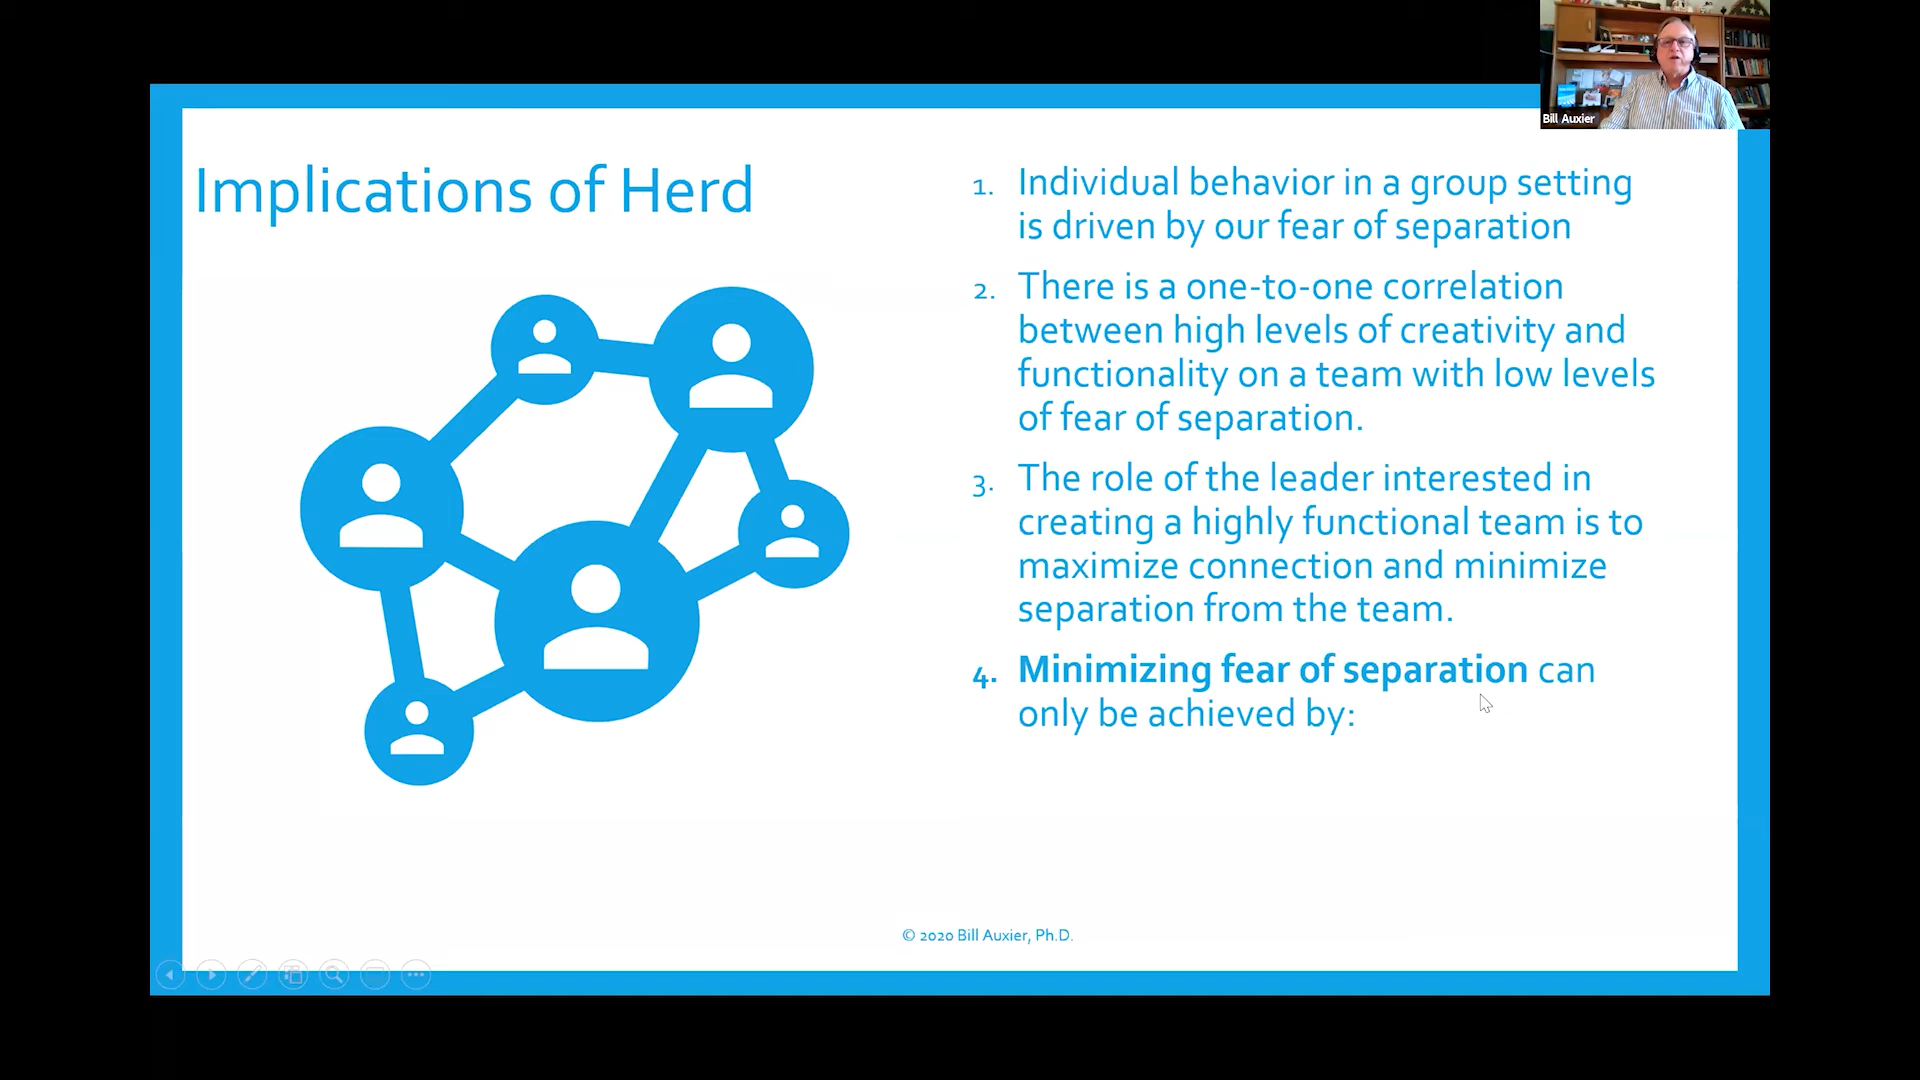 Bill Auxier
Implications of Herd
1. Individual behavior in a group setting
is driven by our fear of separation
2. There is a one-to-one correlation
between high levels of creativity and
functionality on a team with low levels
of fear of separation.
3. The role of the leader interested in
creating a highly functional team is to
maximize connection and minimize
separation from the team.
4. Minimizing fear of separation can
only be achieved by:
© 2020 Bill Auxier, Ph.D.